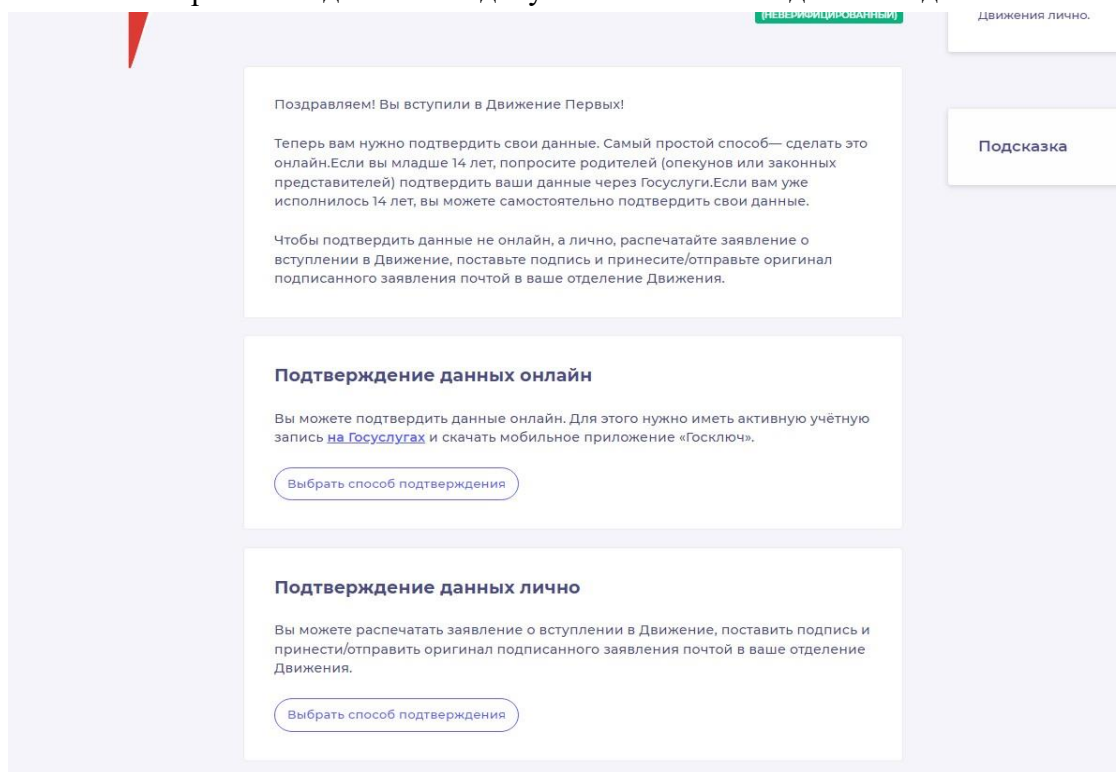 (НЕВЕРИФИЦИРОВАННЫЙ)
Движения лично.
Поздравляем! Вы вступили в Движение Первых!
Теперь вам нужно подтвердить свои данные. Самый простой способ— сделать это
онлайн.Если вы младше 14 лет, попросите родителей (опекунов или законных
представителей) подтвердить ваши данные через Госуслуги.Если вам уже
исполнилось 14 лет, вы можете самостоятельно подтвердить свои данные.
Чтобы подтвердить данные не онлайн, а лично, распечатайте заявление о
вступлении в Движение, поставьте подпись и принесите/отправьте оригинал
подписанного заявления почтой в ваше отделение Движения.
Подсказка
Подтверждение данных онлайн
Вы можете подтвердить данные онлайн. Для этого нужно иметь активную учётную
запись на Госуслугах и скачать мобильное приложение «Госключ».
Выбрать способ подтверждения
Подтверждение данных лично
Вы можете распечатать заявление о вступлении в Движение, поставить подпись и
принести/отправить оригинал подписанного заявления почтой в ваше отделение
Движения.
Выбрать способ подтверждения